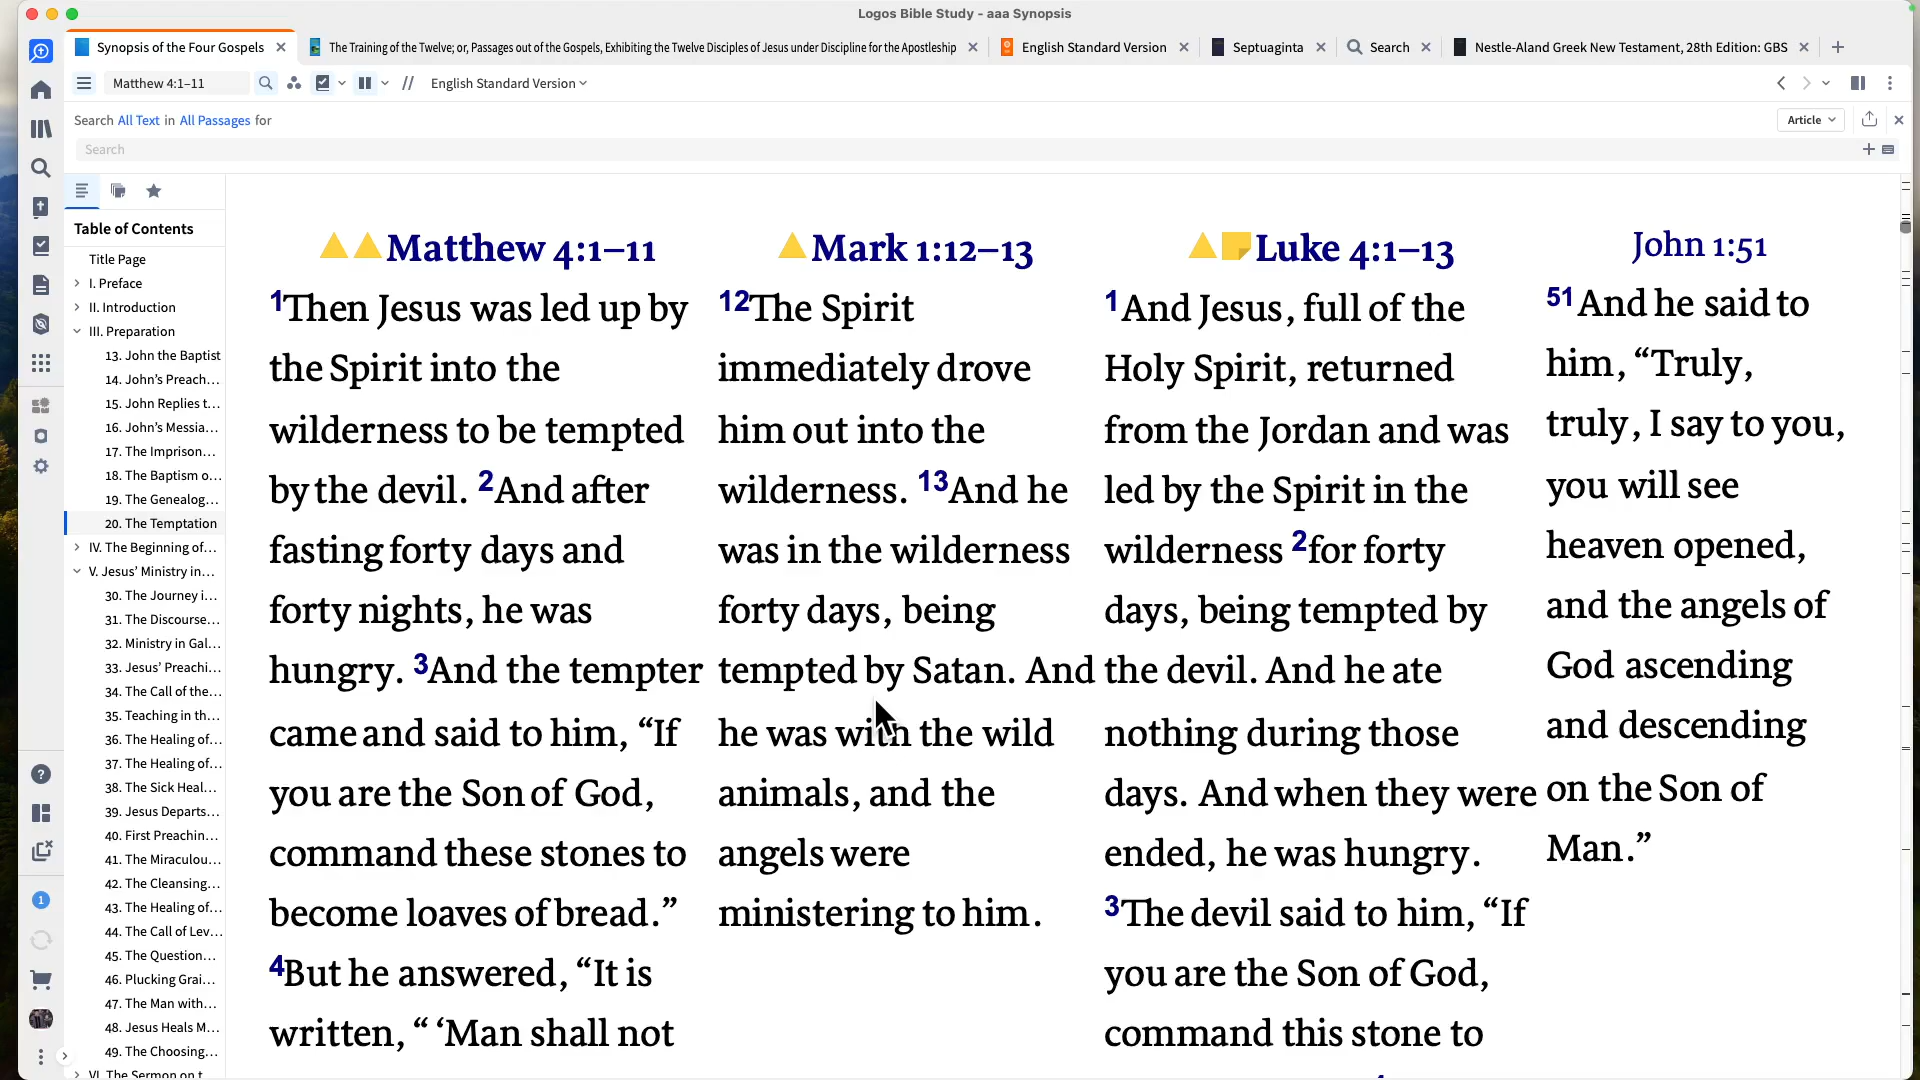 Logos Bible Study - aaa Synopsis
Synopsis of the Four Gospels
The Training of the Twelve; or, Passages out of the Gospels, Exhibiting the Twelve Disciples of Jesus under Discipline for the Apostleship
English Standard Version
Septuaginta
Search
Nestle-Aland Greek New Testament, 28th Edition: GBS
Matthew 4:1–11
//
English Standard Version
Search All Text in All Passages for
Article
Search
Table of Contents
Title Page
I. Preface
II. Introduction
III. Preparation
13. John the Baptist
14. John’s Preach…
15. John Replies t…
16. John’s Messia…
17. The Imprison…
18. The Baptism o…
19. The Genealog…
20. The Temptation
IV. The Beginning of…
V. Jesus’ Ministry in…
30. The Journey i…
31. The Discourse…
32. Ministry in Gal…
33. Jesus’ Preachi…
34. The Call of the…
35. Teaching in th…
36. The Healing of…
37. The Healing of…
38. The Sick Heal…
39. Jesus Departs…
40. First Preachin…
41. The Miraculou…
42. The Cleansing…
43. The Healing of…
44. The Call of Lev…
45. The Question…
46. Plucking Grai…
47. The Man with…
48. Jesus Heals M…
49. The Choosing…
VI. The Sermon on t…
1
Matthew 4:1–11
1Then Jesus was led up by
the Spirit into the
wilderness to be tempted
by the devil. 2And after
fasting forty days and
forty nights, he was
hungry. 3And the tempter
came and said to him, “If
you are the Son of God,
command these stones to
become loaves of bread.”
4But he answered, “It is
written, “ ‘Man shall not
Mark 1:12–13
12The Spirit
immediately drove
him out into the
wilderness. 13And he
was in the wilderness
forty days, being
tempted by Satan. And
he was with the wild
animals, and the
angels were
ministering to him.
Luke 4:1–13
1And Jesus, full of the
Holy Spirit, returned
from the Jordan and was
led by the Spirit in the
wilderness 2for forty
days, being tempted by
the devil. And he ate
nothing during those
days. And when they were
ended, he was hungry.
3The devil said to him, “If
you are the Son of God,
command this stone to
John 1:51
51And he said to
him, “Truly,
truly, I say to you,
you will see
heaven opened,
and the angels of
God ascending
and descending
on the Son of
Man.”